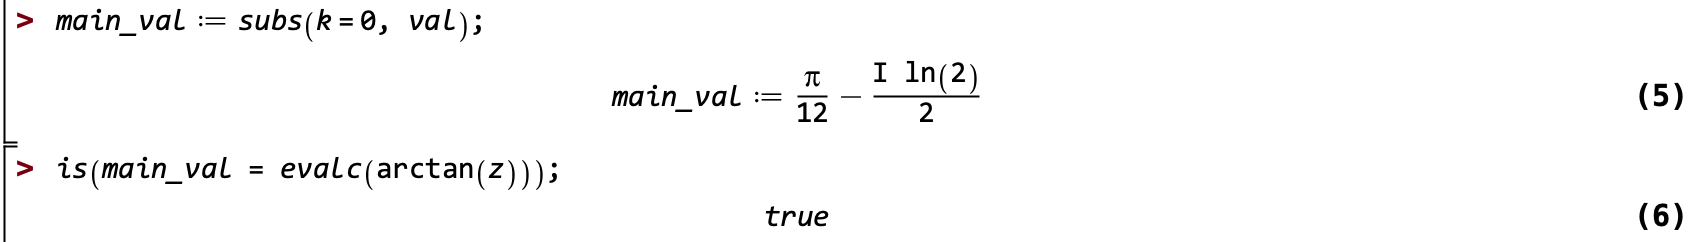 > main_val := subs(k=0, val);
main_val := π/12 − I ln(2)/2 (5)
> is(main_val = evalc(arctan(z)));
true (6)